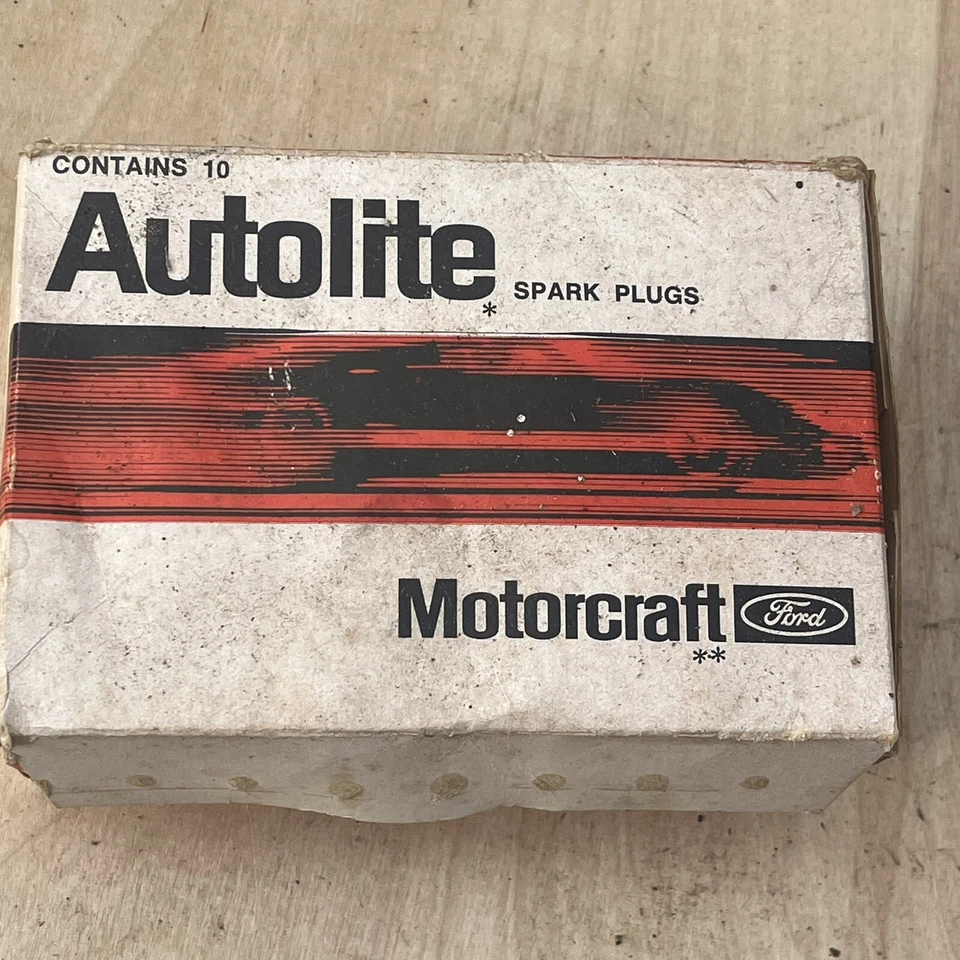 CONTAINS 10
Autolite* SPARK PLUGS
Motorcraft** Ford